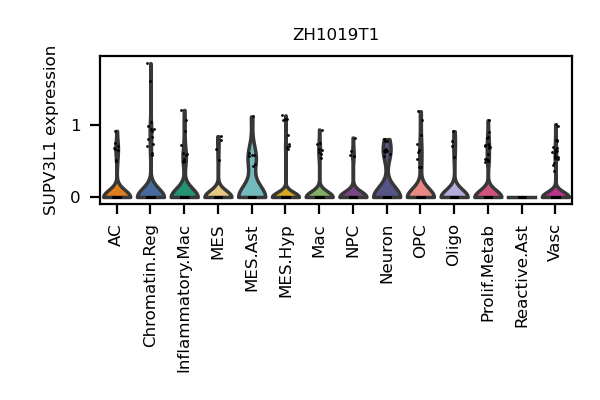 ZH1019T1
SUPV3L1 expression
1
0
AC
Chromatin.Reg
Inflammatory.Mac
MES
MES.Ast
MES.Hyp
Mac
NPC
Neuron
OPC
Oligo
Prolif.Metab
Reactive.Ast
Vasc